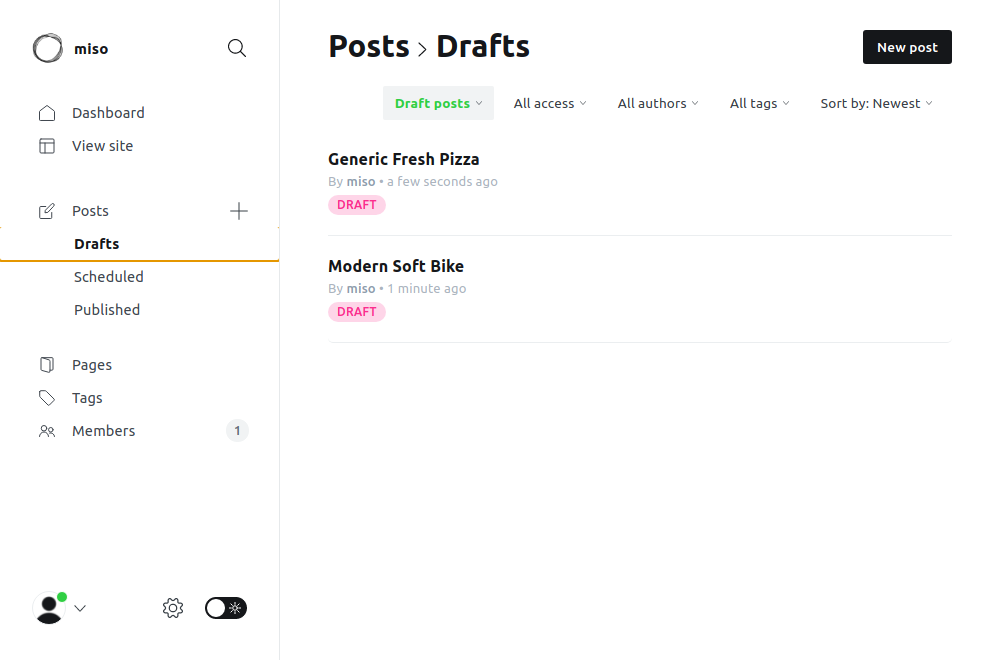 miso
Dashboard
View site
Posts
Drafts
Scheduled
Published
Pages
Tags
Members 1
Posts > Drafts
New post
Draft posts All access All authors All tags Sort by: Newest
Generic Fresh Pizza
By miso • a few seconds ago
DRAFT
Modern Soft Bike
By miso • 1 minute ago
DRAFT